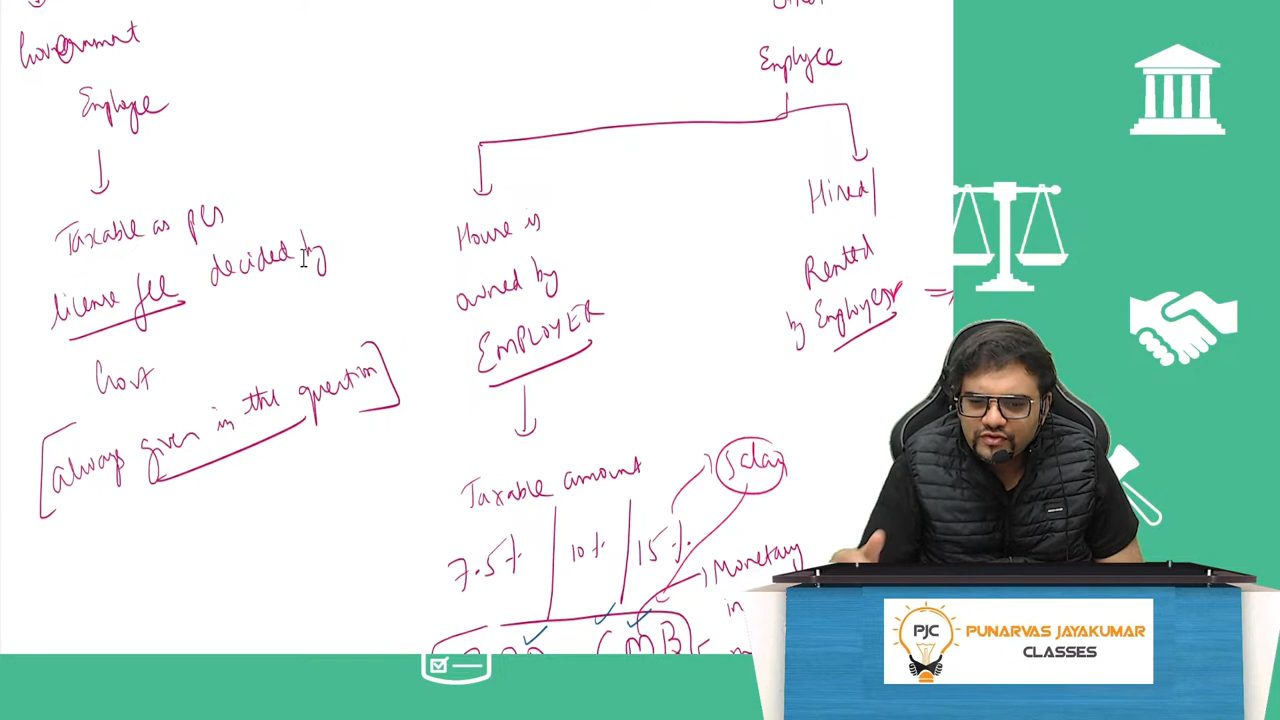 Government
Employee
Taxable as per
license fee decided by
Govt
[always given in the question]
Employee
House is
owned by
EMPLOYER
Hired/
Rented
by Employer
Taxable amount
7.5%
10%
15%
Salary
Monetary
in
PJC
PUNARVAS JAYAKUMAR
CLASSES